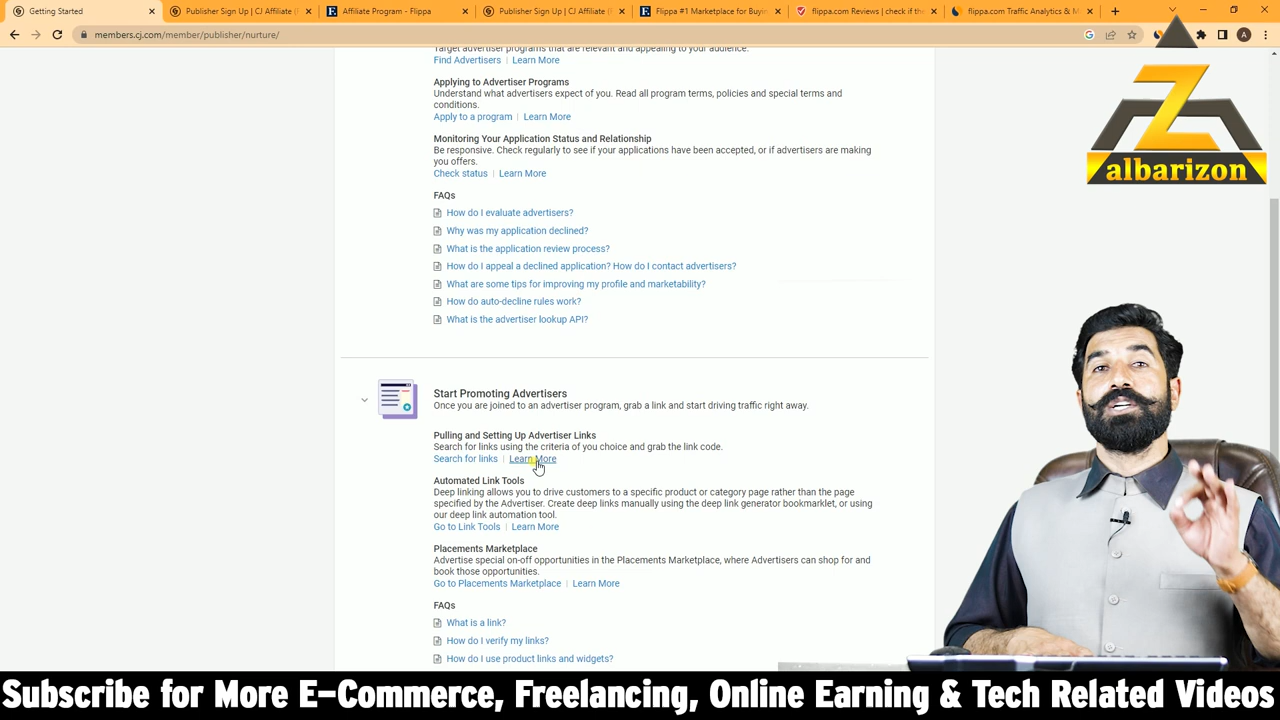 Getting Started
Publisher Sign Up | CJ Affiliate (F
Affiliate Program - Flippa
Publisher Sign Up | CJ Affiliate (F
Flippa #1 Marketplace for Buyin
flippa.com Reviews | check if the
flippa.com Traffic Analytics & M
members.cj.com/member/publisher/nurture/
A
Target advertiser programs that are relevant and appealing to your audience.
Find Advertisers | Learn More
Applying to Advertiser Programs
Understand what advertisers expect of you. Read all program terms, policies and special terms and
conditions.
Apply to a program | Learn More
Monitoring Your Application Status and Relationship
Be responsive. Check regularly to see if your applications have been accepted, or if advertisers are making
you offers.
Check status | Learn More
FAQs
How do I evaluate advertisers?
Why was my application declined?
What is the application review process?
How do I appeal a declined application? How do I contact advertisers?
What are some tips for improving my profile and marketability?
How do auto-decline rules work?
What is the advertiser lookup API?
Start Promoting Advertisers
Once you are joined to an advertiser program, grab a link and start driving traffic right away.
Pulling and Setting Up Advertiser Links
Search for links using the criteria of you choice and grab the link code.
Search for links | Learn More
Automated Link Tools
Deep linking allows you to drive customers to a specific product or category page rather than the page
specified by the Advertiser. Create deep links manually using the deep link generator bookmarklet, or using
our deep link automation tool.
Go to Link Tools | Learn More
Placements Marketplace
Advertise special on-off opportunities in the Placements Marketplace, where Advertisers can shop for and
book those opportunities.
Go to Placements Marketplace | Learn More
FAQs
What is a link?
How do I verify my links?
How do I use product links and widgets?
Z
albarizon
Subscribe for More E-Commerce, Freelancing, Online Earning & Tech Related Videos